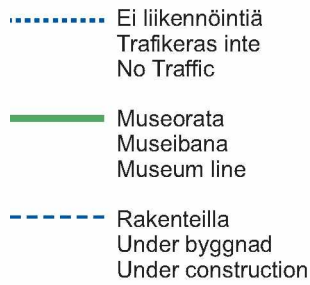 Ei liikennöintiä
Trafikeras inte
No Traffic
Museorata
Museibana
Museum line
Rakenteilla
Under byggnad
Under construction